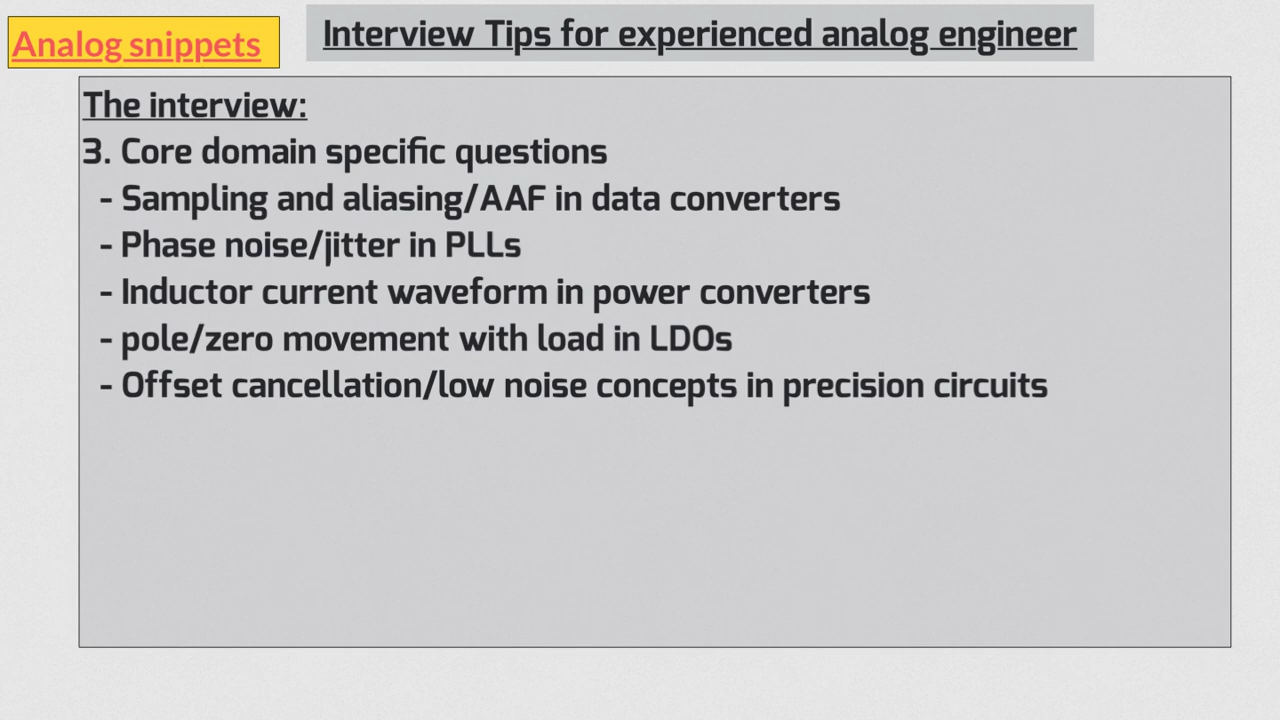 Analog snippets
Interview Tips for experienced analog engineer
The interview:
3. Core domain specific questions
- Sampling and aliasing/AAF in data converters
- Phase noise/jitter in PLLs
- Inductor current waveform in power converters
- pole/zero movement with load in LDOs
- Offset cancellation/low noise concepts in precision circuits